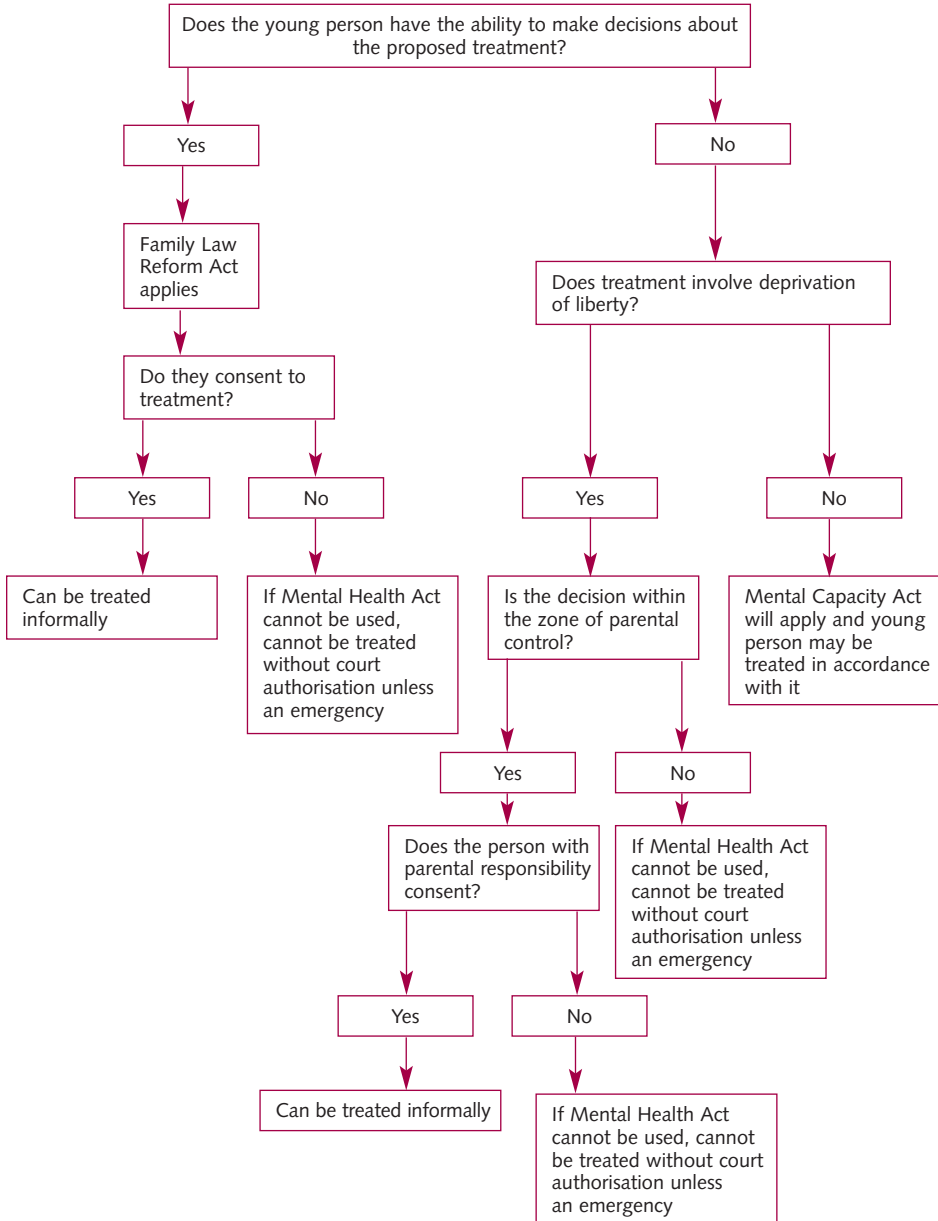 Does the young person have the ability to make decisions about
the proposed treatment?
Yes
No
Family Law
Reform Act
applies
Does treatment involve deprivation
of liberty?
Do they consent to
treatment?
Yes
No
Yes
No
Can be treated
informally
If Mental Health Act
cannot be used,
cannot be treated
without court
authorisation unless
an emergency
Is the decision within
the zone of parental
control?
Mental Capacity Act
will apply and young
person may be
treated in accordance
with it
Yes
No
Does the person with
parental responsibility
consent?
If Mental Health Act
cannot be used,
cannot be treated
without court
authorisation unless
an emergency
Yes
No
Can be treated informally
If Mental Health Act
cannot be used, cannot
be treated without court
authorisation unless
an emergency